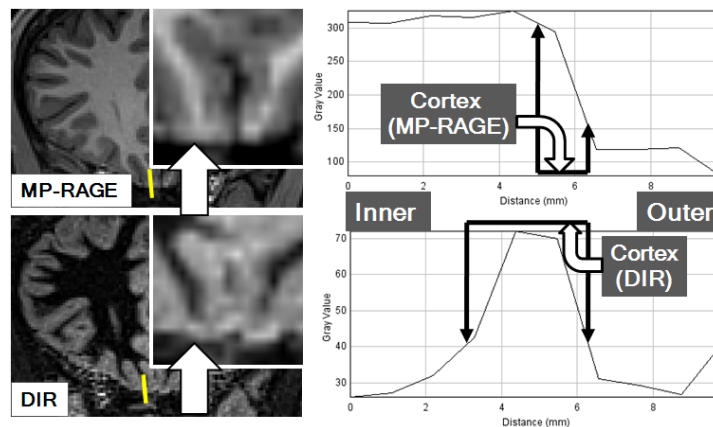 MP-RAGE
DIR
Gray Value
300
250
200
150
100
Cortex
(MP-RAGE)
0
2
4
6
8
Distance (mm)
Inner
Outer
Gray Value
70
60
50
40
30
Cortex
(DIR)
0
2
4
6
8
Distance (mm)